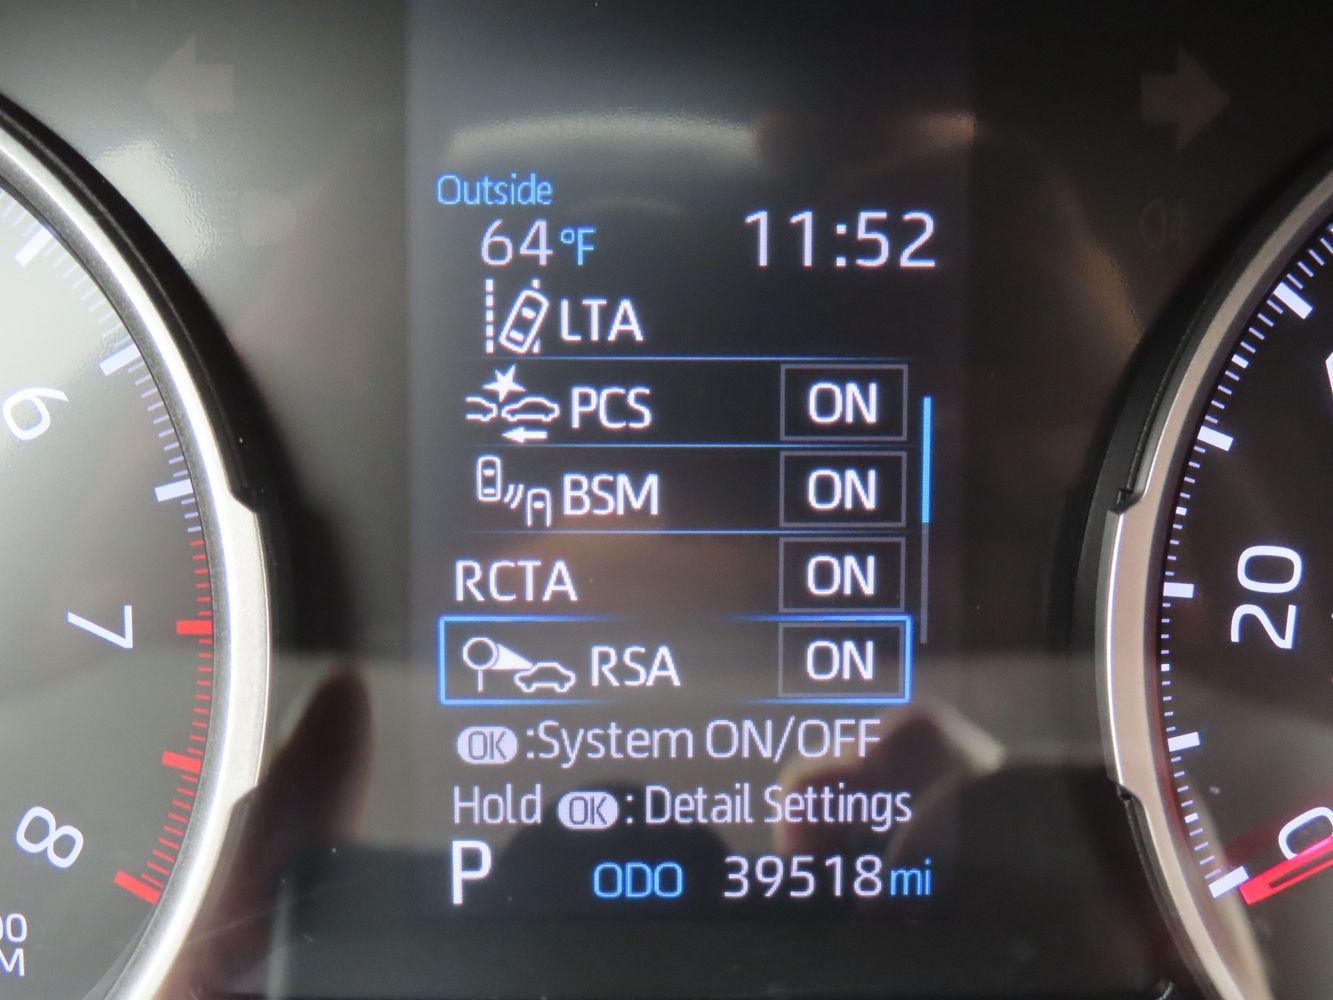 Outside
64 °F 11:52
LTA
PCS ON
BSM ON
RCTA ON
RSA ON
OK :System ON/OFF
Hold OK : Detail Settings
P ODO 39518 mi
6
7
8
20
0